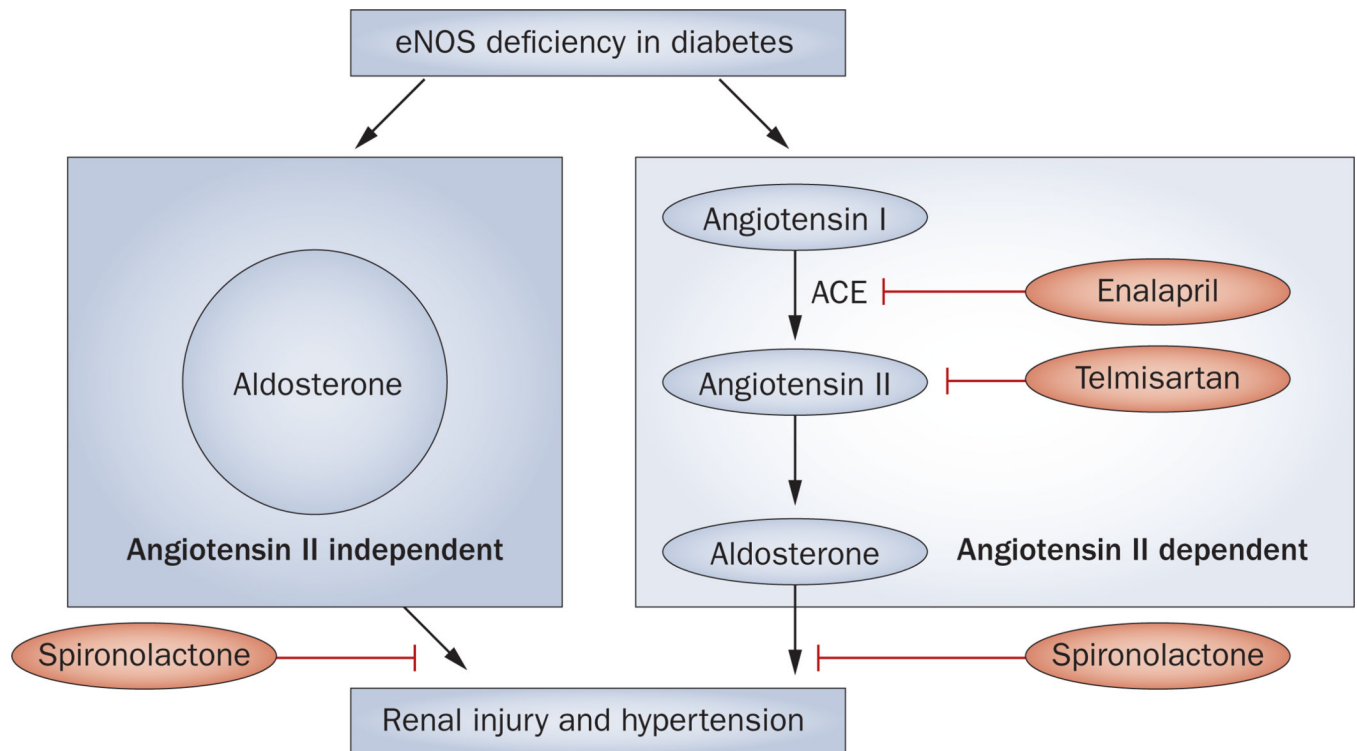 eNOS deficiency in diabetes
Angiotensin I
ACE
Enalapril
Aldosterone
Angiotensin II
Telmisartan
Angiotensin II independent
Aldosterone
Angiotensin II dependent
Spironolactone
Spironolactone
Renal injury and hypertension